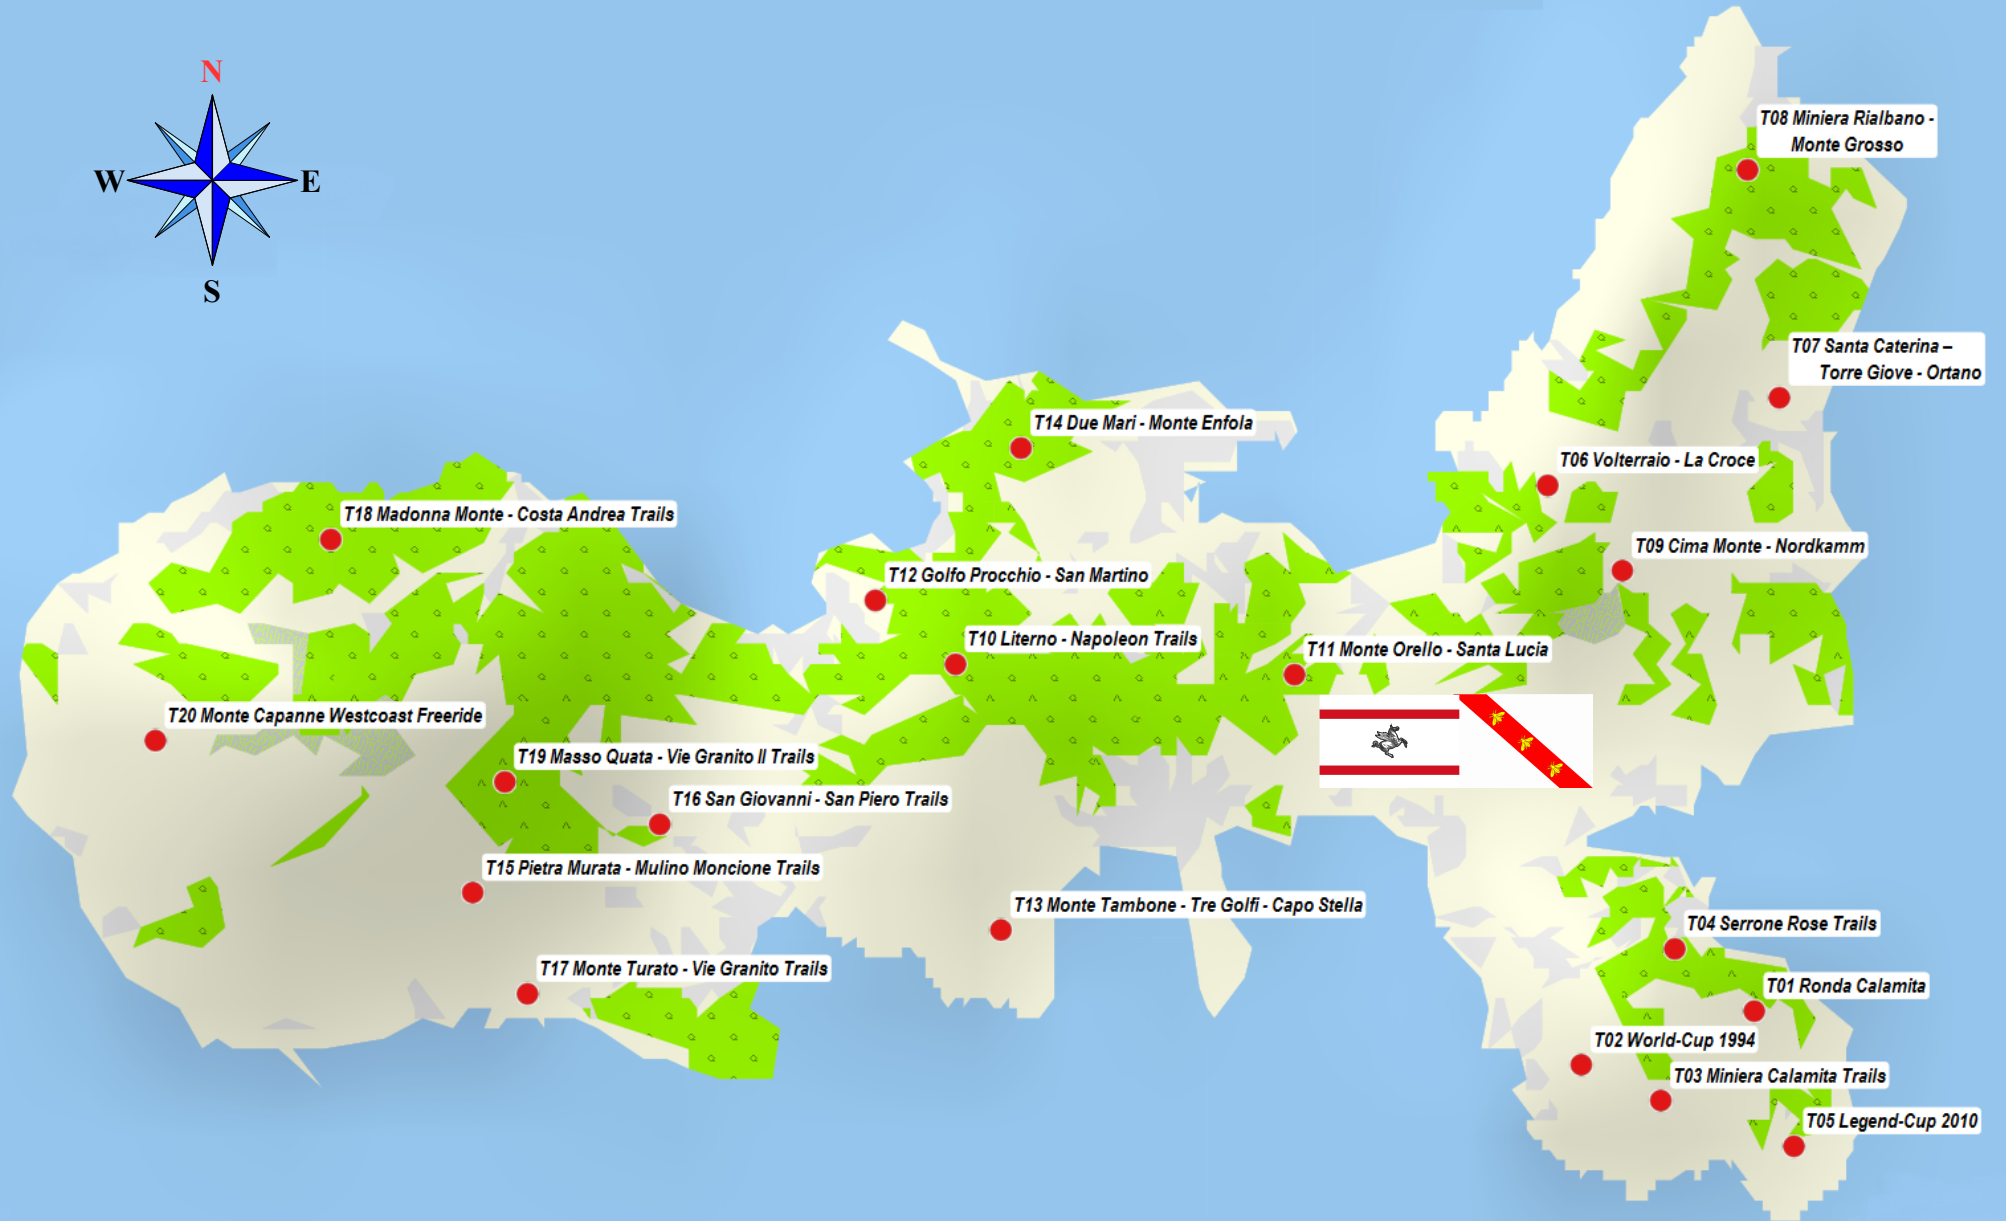 N
W
E
S
T08 Miniera Rialbano -
Monte Grosso
T07 Santa Caterina –
Torre Giove - Ortano
T14 Due Mari - Monte Enfola
T06 Volterraio - La Croce
T18 Madonna Monte - Costa Andrea Trails
T09 Cima Monte - Nordkamm
T12 Golfo Procchio - San Martino
T10 Literno - Napoleon Trails
T11 Monte Orello - Santa Lucia
T20 Monte Capanne Westcoast Freeride
T19 Masso Quata - Vie Granito II Trails
T16 San Giovanni - San Piero Trails
T15 Pietra Murata - Mulino Moncione Trails
T13 Monte Tambone - Tre Golfi - Capo Stella
T04 Serrone Rose Trails
T17 Monte Turato - Vie Granito Trails
T01 Ronda Calamita
T02 World-Cup 1994
T03 Miniera Calamita Trails
T05 Legend-Cup 2010